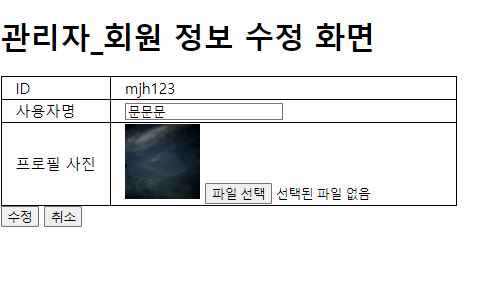 관리자_회원 정보 수정 화면
ID mjh123
사용자명 문문문
프로필 사진 파일 선택 선택된 파일 없음
수정 취소